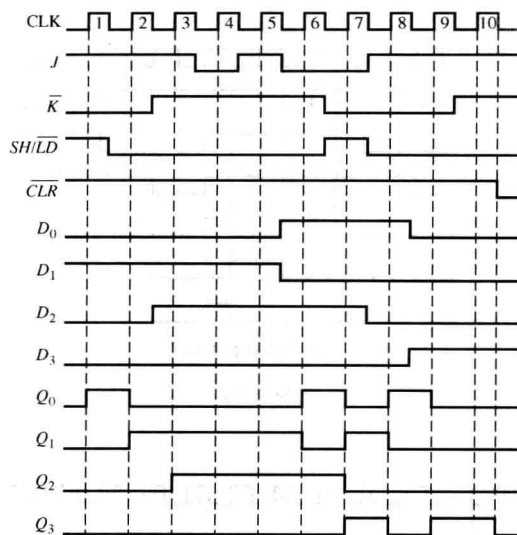 CLK 1 2 3 4 5 6 7 8 9 10
J
K̅
SH/L̅D̅
C̅L̅R̅
D₀
D₁
D₂
D₃
Q₀
Q₁
Q₂
Q₃